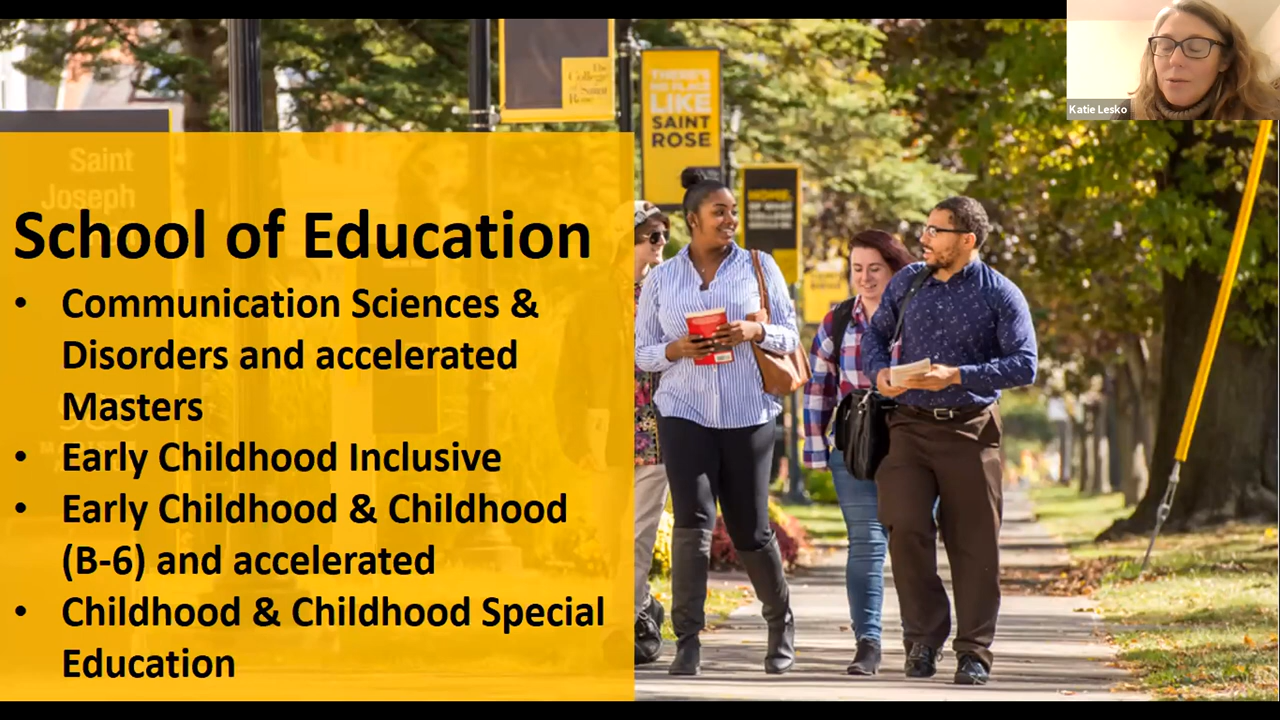 The
College
of Saint
Rose
THERE'S
NO PLACE
LIKE
SAINT
ROSE
Katie Lesko
Saint
Joseph
School of Education
• Communication Sciences &
Disorders and accelerated
Masters
• Early Childhood Inclusive
• Early Childhood & Childhood
(B-6) and accelerated
• Childhood & Childhood Special
Education